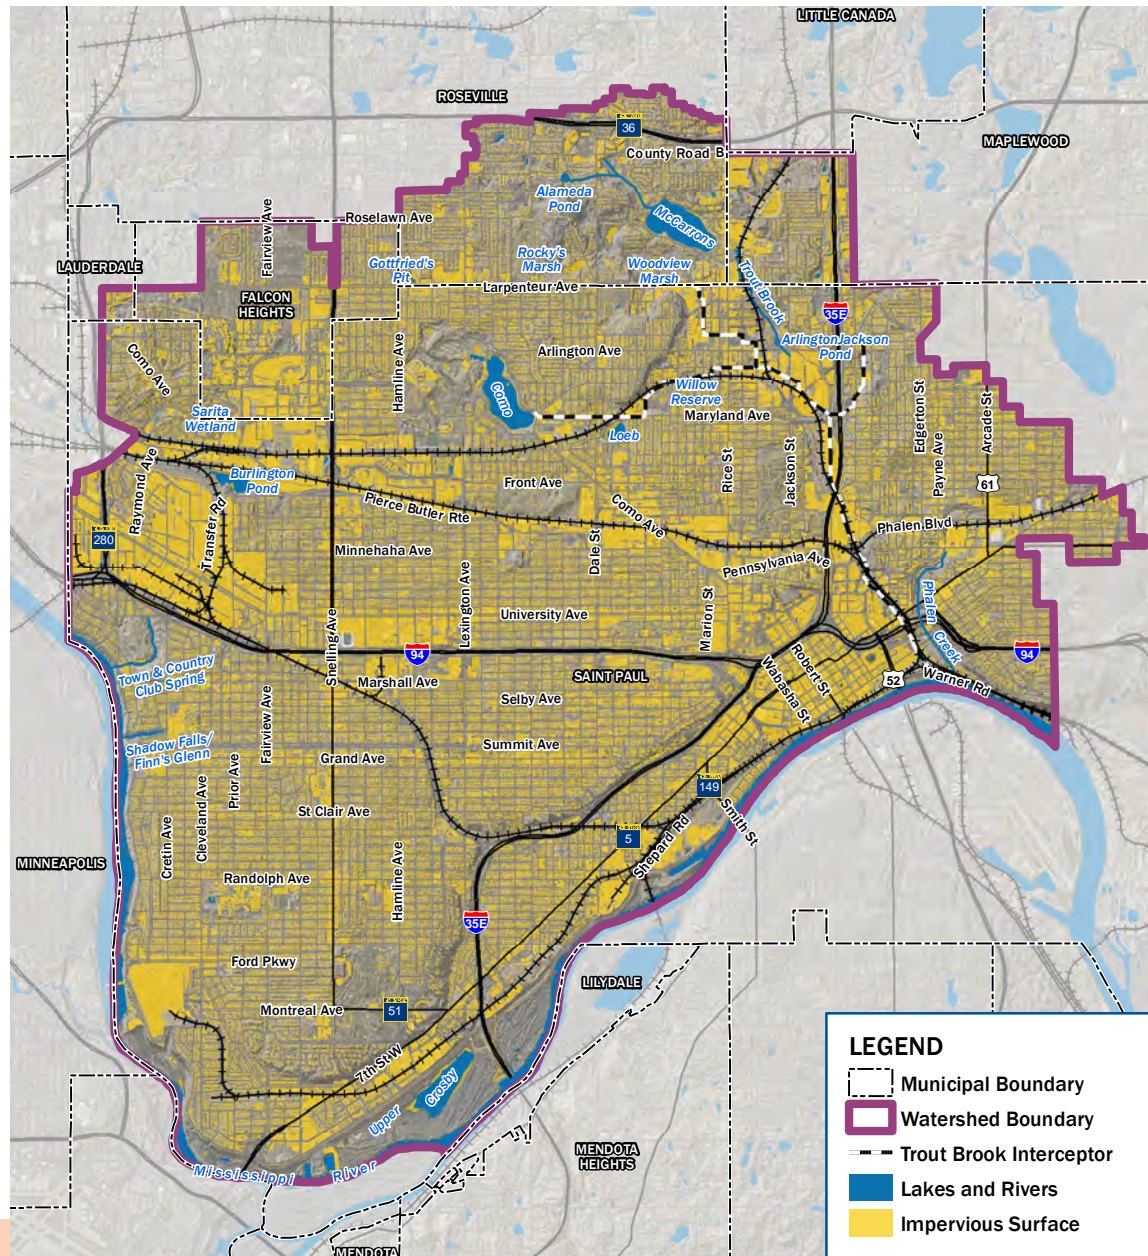 LITTLE CANADA
ROSEVILLE
36
MAPLEWOOD
County Road B
Alameda
Pond
Fairview Ave
Roselawn Ave
McCarrons
LAUDERDALE
Gottfried's
Pit
Rocky's
Marsh
Woodview
Marsh
Trout Brook
Larpenteur Ave
FALCON
HEIGHTS
35E
ArlingtonJackson
Pond
Como Ave
Hamline Ave
Arlington Ave
Como
Willow
Reserve
Sarita
Wetland
Maryland Ave
Edgerton St
Arcade St
Loeb
Payne Ave
Raymond Ave
Burlington
Pond
Front Ave
Rice St
Jackson St
61
Transfer Rd
Pierce Butler Rte
Como Ave
Phalen Blvd
280
Minnehaha Ave
Dale St
Pennsylvania Ave
Lexington Ave
University Ave
Marion St
Phalen Creek
Snelling Ave
94
94
Town & Country
Club Spring
Marshall Ave
SAINT PAUL
Robert St
Wabasha St
52
Warner Rd
Fairview Ave
Selby Ave
Shadow Falls/
Finn's Glenn
Summit Ave
Grand Ave
Prior Ave
Cleveland Ave
149
St Clair Ave
Smith St
Cretin Ave
5
Shepard Rd
MINNEAPOLIS
Hamline Ave
Randolph Ave
35E
Ford Pkwy
LILYDALE
Montreal Ave
51
7th St W
Crosby
Upper
Mississippi River
MENDOTA
HEIGHTS
MENDOTA
LEGEND
Municipal Boundary
Watershed Boundary
Trout Brook Interceptor
Lakes and Rivers
Impervious Surface